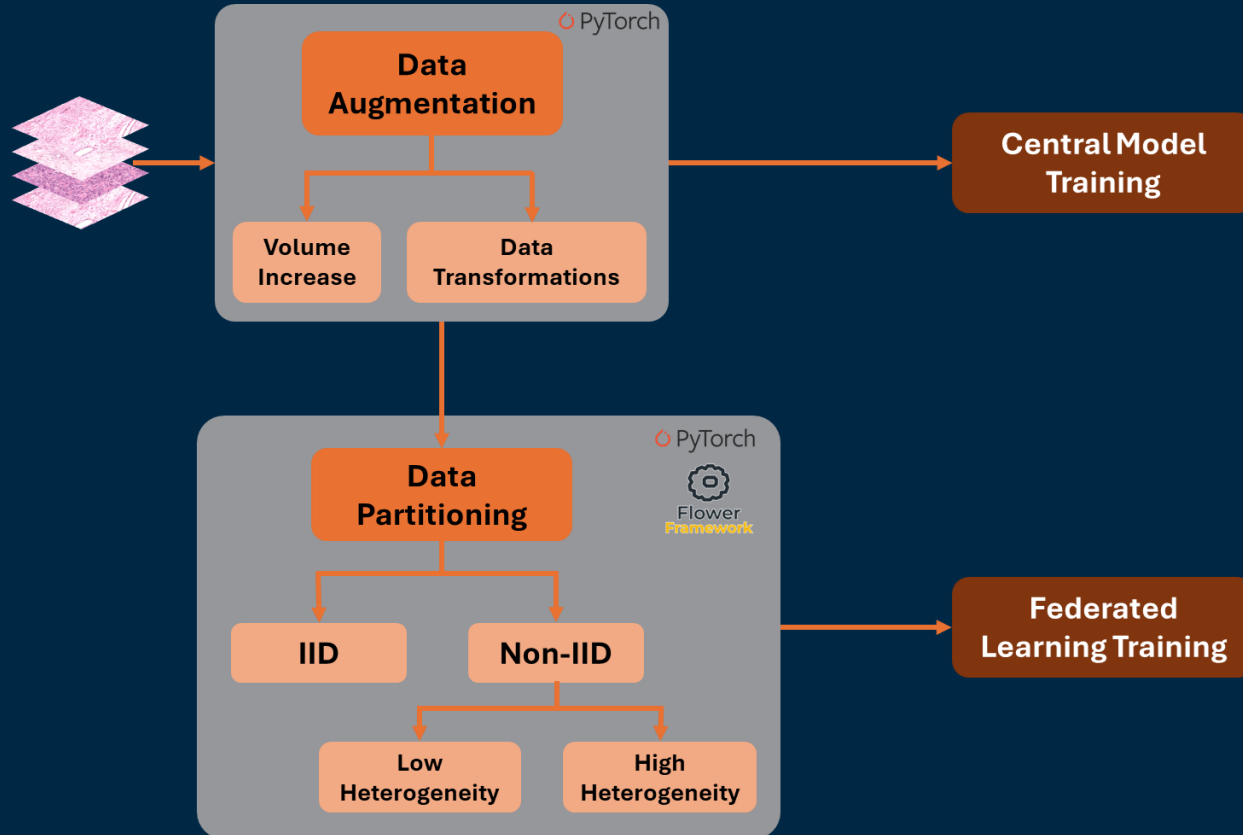 PyTorch
Data
Augmentation
Volume
Increase
Data
Transformations
Central Model
Training
PyTorch
Flower
Framework
Data
Partitioning
IID
Non-IID
Low
Heterogeneity
High
Heterogeneity
Federated
Learning Training